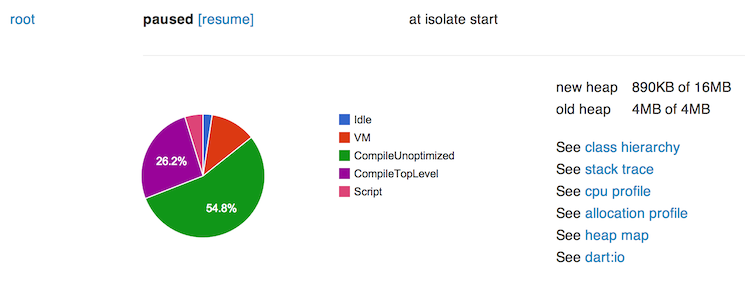 root paused [resume] at isolate start
new heap 890KB of 16MB
old heap 4MB of 4MB
Idle
VM
CompileUnoptimized
CompileTopLevel
Script
26.2%
54.8%
See class hierarchy
See stack trace
See cpu profile
See allocation profile
See heap map
See dart:io